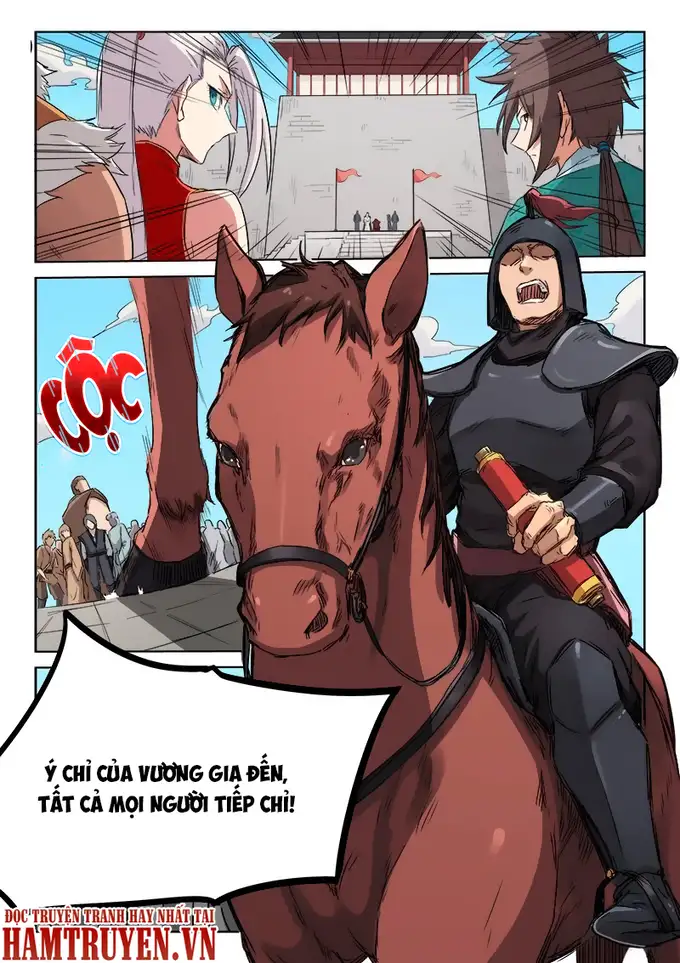 CỘC
Ý CHỈ CỦA VƯƠNG GIA ĐẾN,
TẤT CẢ MỌI NGƯỜI TIẾP CHỈ!
ĐỌC TRUYỆN TRANH HAY NHẤT TẠI
HAMTRUYEN.VN